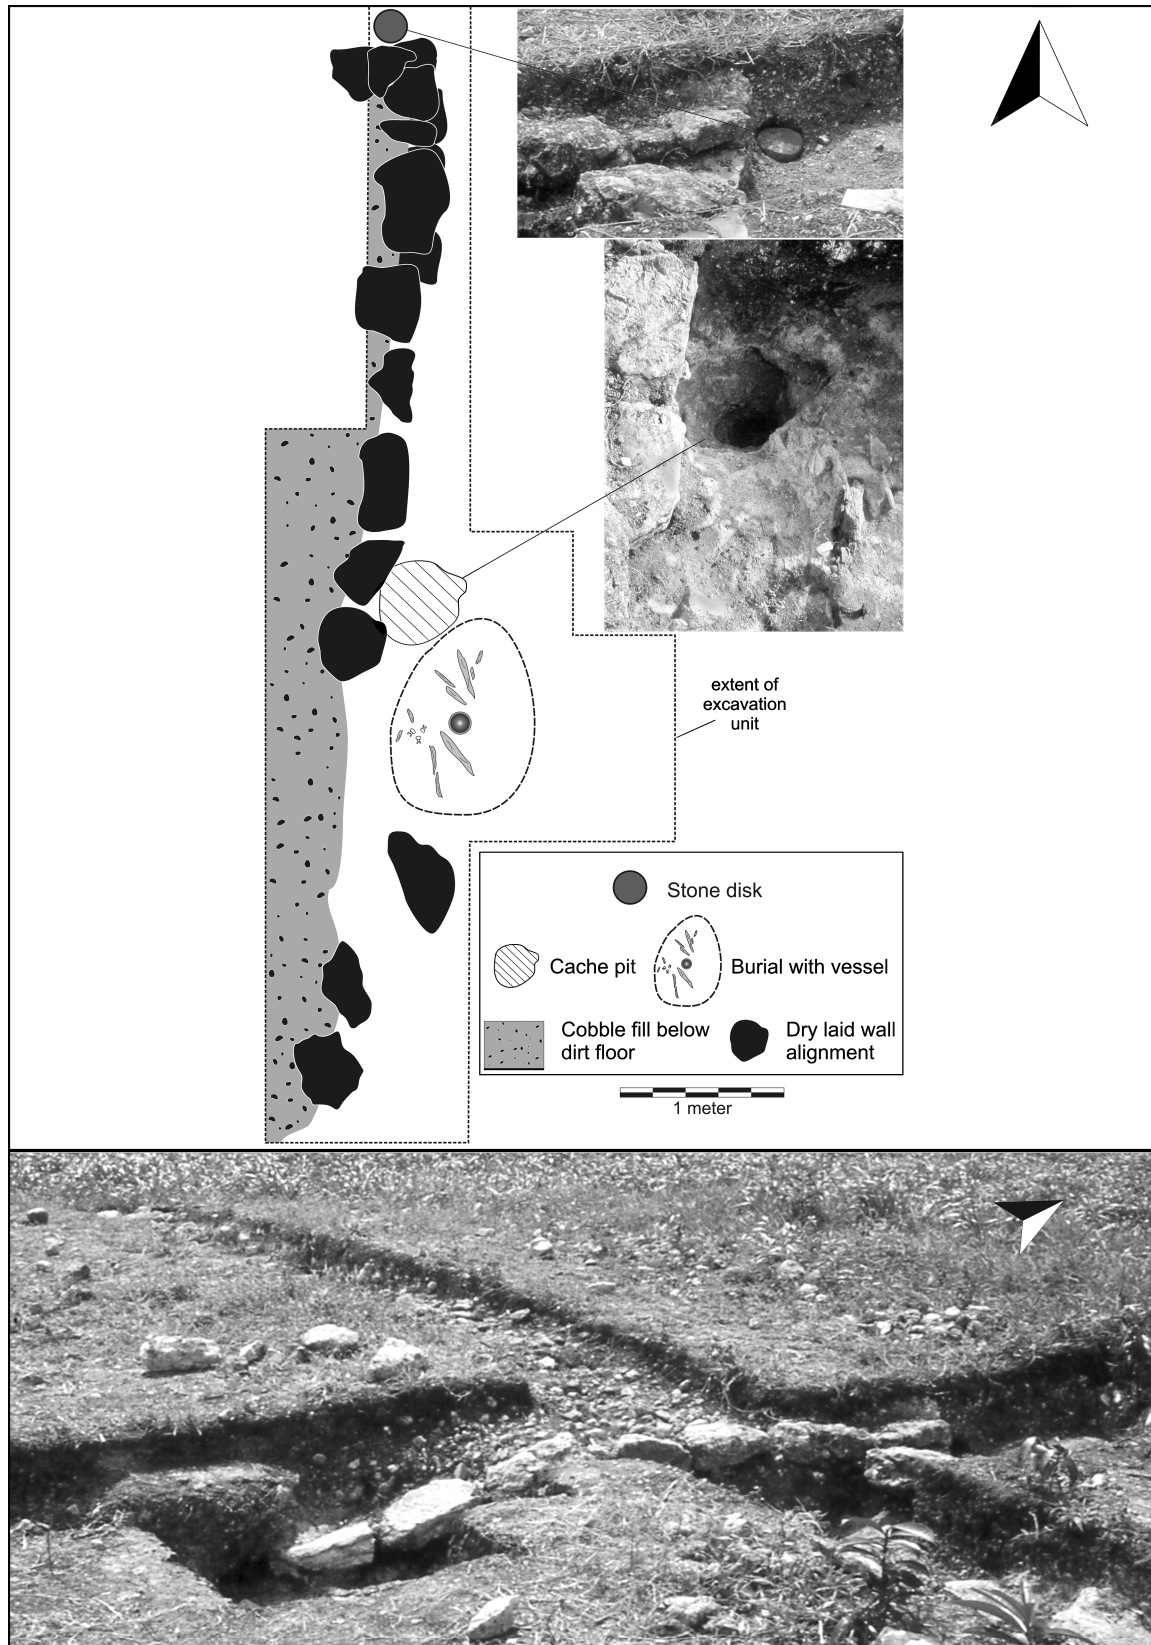 extent of
excavation
unit
Stone disk
Cache pit
Burial with vessel
Cobble fill below
dirt floor
Dry laid wall
alignment
1 meter